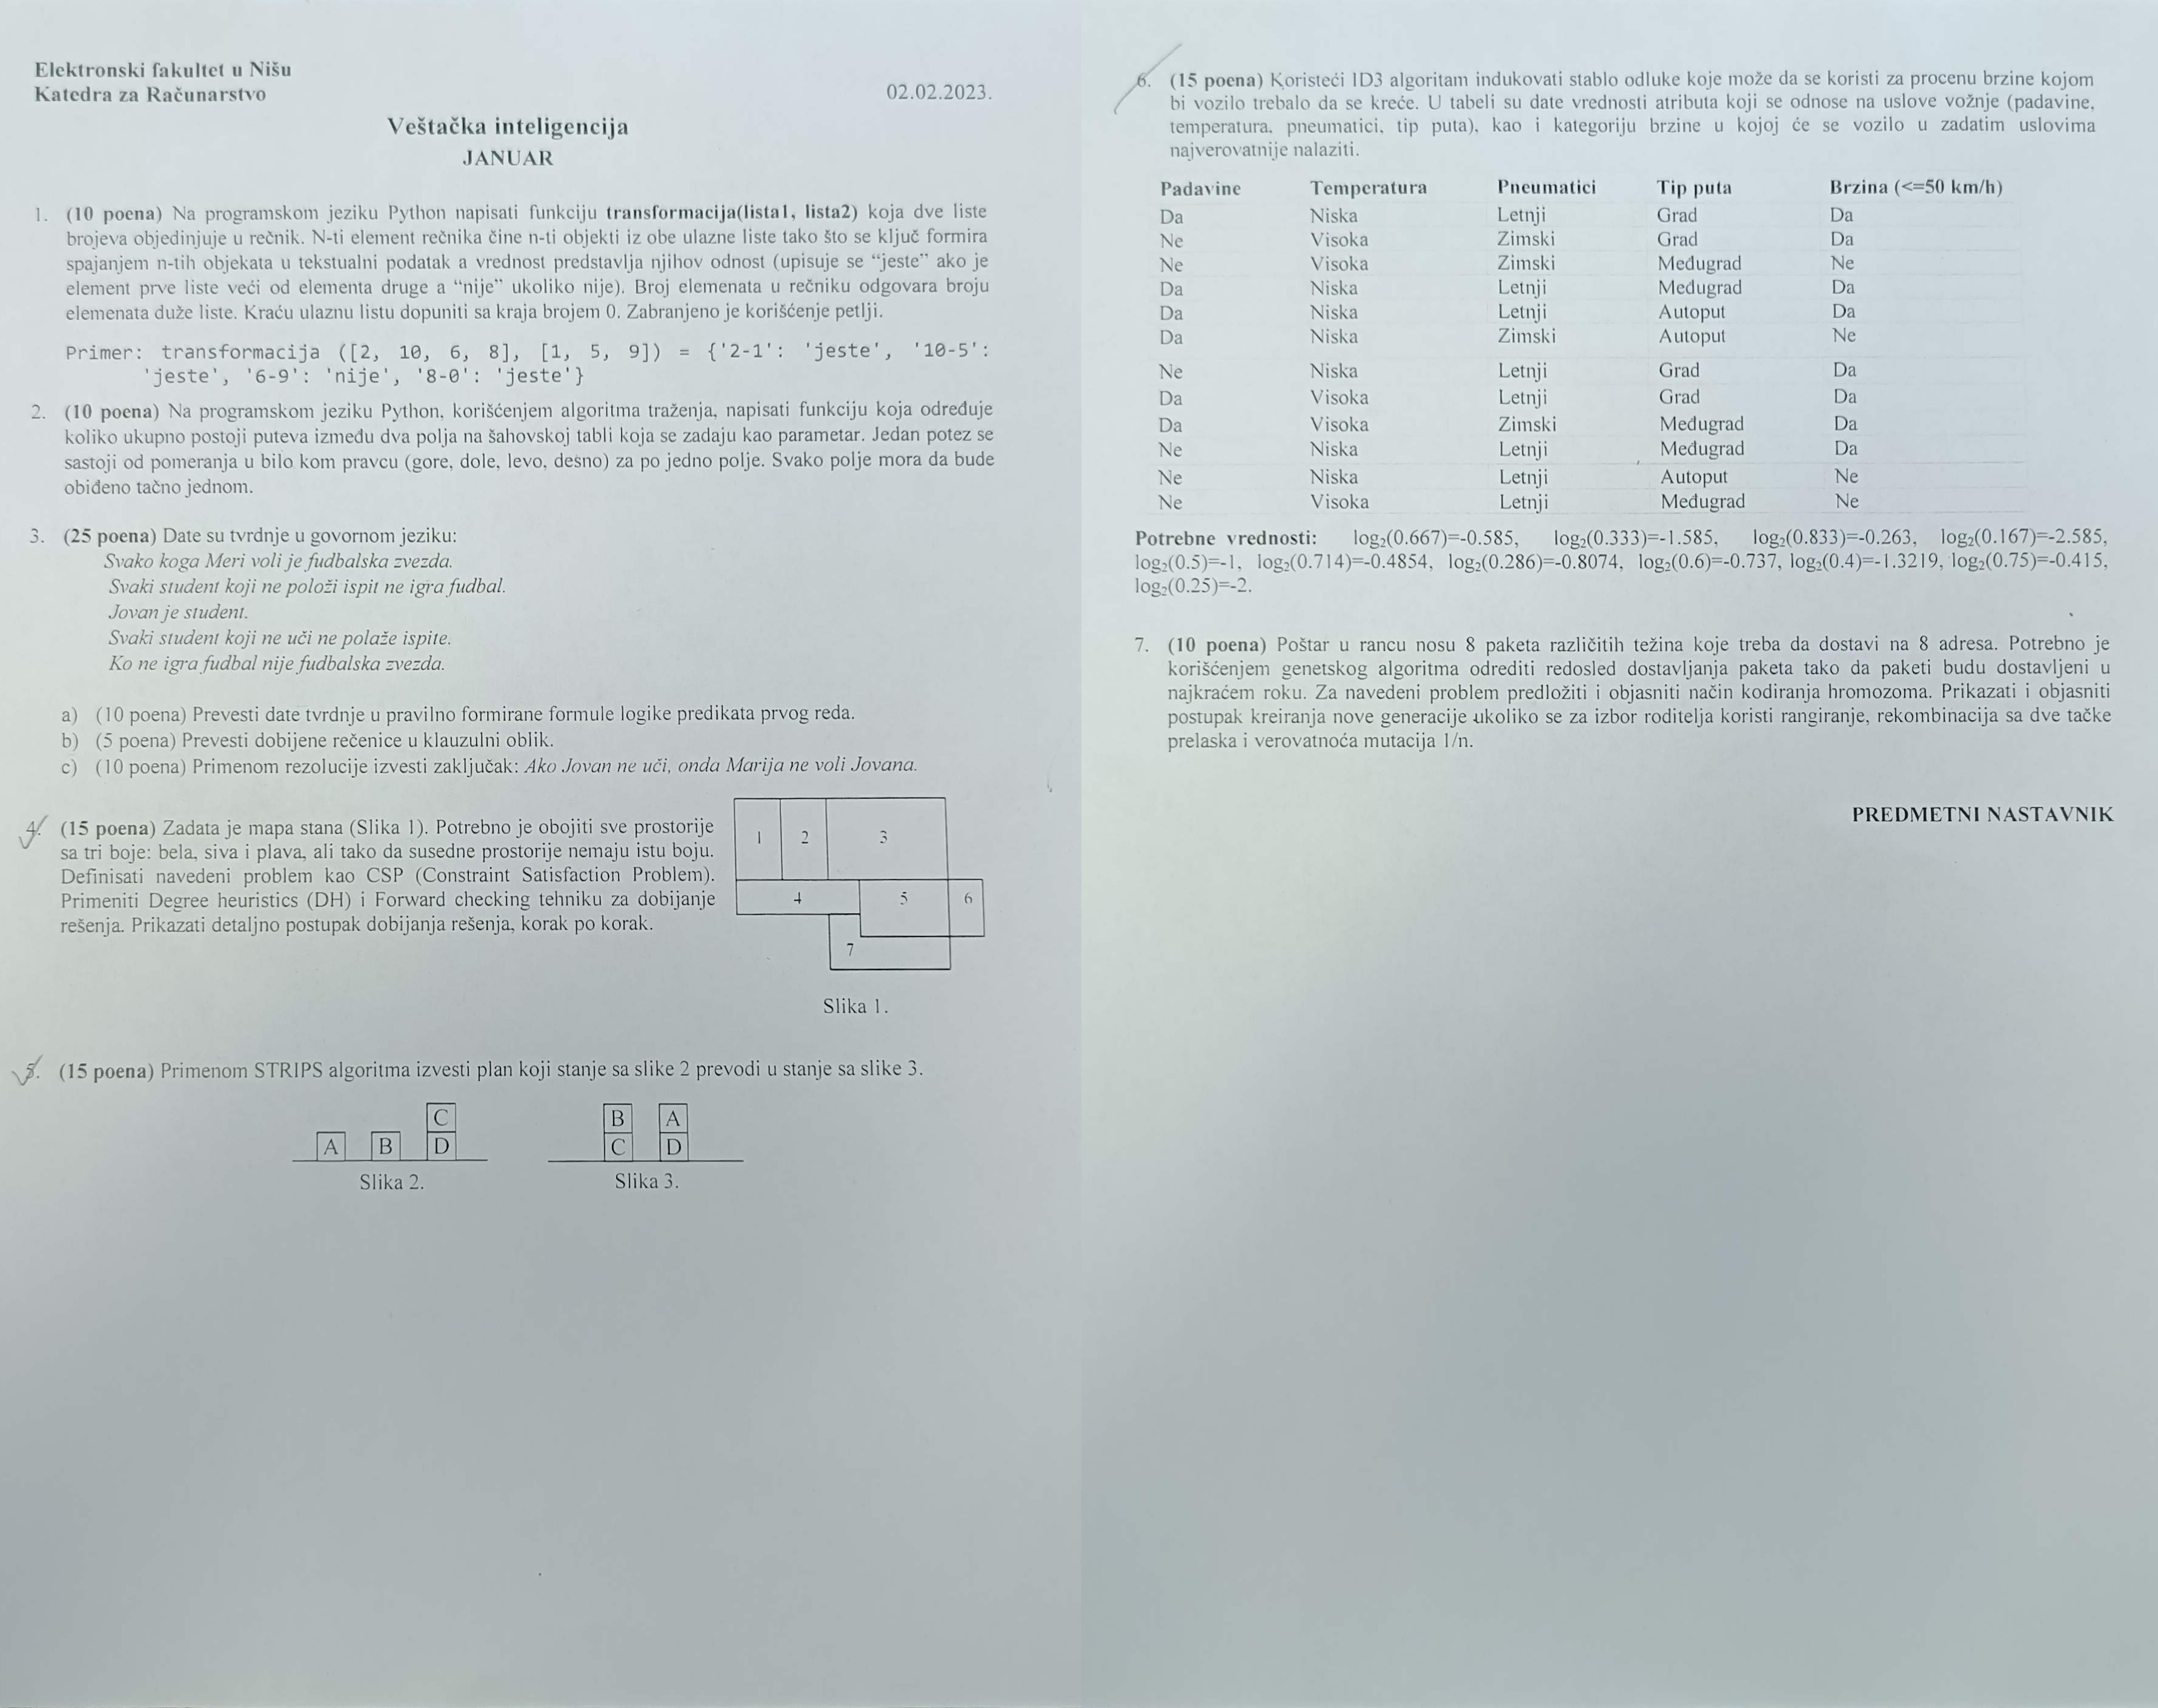 Elektronski fakultet u Nišu
Katedra za Računarstvo
02.02.2023.
Veštačka inteligencija
JANUAR
1. (10 poena) Na programskom jeziku Python napisati funkciju transformacija(lista1, lista2) koja dve liste
brojeva objedinjuje u rečnik. N-ti element rečnika čine n-ti objekti iz obe ulazne liste tako što se ključ formira
spajanjem n-tih objekata u tekstualni podatak a vrednost predstavlja njihov odnost (upisuje se “jeste” ako je
element prve liste veći od elementa druge a “nije” ukoliko nije). Broj elemenata u rečniku odgovara broju
elemenata duže liste. Kraću ulaznu listu dopuniti sa kraja brojem 0. Zabranjeno je korišćenje petlji.
Primer: transformacija ([2, 10, 6, 8], [1, 5, 9]) = {'2-1': 'jeste', '10-5':
'jeste', '6-9': 'nije', '8-0': 'jeste'}
2. (10 poena) Na programskom jeziku Python, korišćenjem algoritma traženja, napisati funkciju koja određuje
koliko ukupno postoji puteva između dva polja na šahovskoj tabli koja se zadaju kao parametar. Jedan potez se
sastoji od pomeranja u bilo kom pravcu (gore, dole, levo, desno) za po jedno polje. Svako polje mora da bude
obiđeno tačno jednom.
3. (25 poena) Date su tvrdnje u govornom jeziku:
Svako koga Meri voli je fudbalska zvezda.
Svaki student koji ne položi ispit ne igra fudbal.
Jovan je student.
Svaki student koji ne uči ne polaže ispite.
Ko ne igra fudbal nije fudbalska zvezda.
a) (10 poena) Prevesti date tvrdnje u pravilno formirane formule logike predikata prvog reda.
b) (5 poena) Prevesti dobijene rečenice u klauzulni oblik.
c) (10 poena) Primenom rezolucije izvesti zaključak: Ako Jovan ne uči, onda Marija ne voli Jovana.
4. (15 poena) Zadata je mapa stana (Slika 1). Potrebno je obojiti sve prostorije
sa tri boje: bela, siva i plava, ali tako da susedne prostorije nemaju istu boju.
Definisati navedeni problem kao CSP (Constraint Satisfaction Problem).
Primeniti Degree heuristics (DH) i Forward checking tehniku za dobijanje
rešenja. Prikazati detaljno postupak dobijanja rešenja, korak po korak.
1 2 3
4 5 6
7
Slika 1.
5. (15 poena) Primenom STRIPS algoritma izvesti plan koji stanje sa slike 2 prevodi u stanje sa slike 3.
C
A B D
Slika 2.
B A
C D
Slika 3.
6. (15 poena) Koristeći ID3 algoritam indukovati stablo odluke koje može da se koristi za procenu brzine kojom
bi vozilo trebalo da se kreće. U tabeli su date vrednosti atributa koji se odnose na uslove vožnje (padavine,
temperatura, pneumatici, tip puta), kao i kategoriju brzine u kojoj će se vozilo u zadatim uslovima
najverovatnije nalaziti.
Padavine Temperatura Pneumatici Tip puta Brzina (<=50 km/h)
Da Niska Letnji Grad Da
Ne Visoka Zimski Grad Da
Ne Visoka Zimski Međugrad Ne
Da Niska Letnji Međugrad Da
Da Niska Letnji Autoput Da
Da Niska Zimski Autoput Ne
Ne Niska Letnji Grad Da
Da Visoka Letnji Grad Da
Da Visoka Zimski Međugrad Da
Ne Niska Letnji Međugrad Da
Ne Niska Letnji Autoput Ne
Ne Visoka Letnji Međugrad Ne
Potrebne vrednosti: log₂(0.667)=-0.585, log₂(0.333)=-1.585, log₂(0.833)=-0.263, log₂(0.167)=-2.585,
log₂(0.5)=-1, log₂(0.714)=-0.4854, log₂(0.286)=-0.8074, log₂(0.6)=-0.737, log₂(0.4)=-1.3219, log₂(0.75)=-0.415,
log₂(0.25)=-2.
7. (10 poena) Poštar u rancu nosu 8 paketa različitih težina koje treba da dostavi na 8 adresa. Potrebno je
korišćenjem genetskog algoritma odrediti redosled dostavljanja paketa tako da paketi budu dostavljeni u
najkraćem roku. Za navedeni problem predložiti i objasniti način kodiranja hromozoma. Prikazati i objasniti
postupak kreiranja nove generacije ukoliko se za izbor roditelja koristi rangiranje, rekombinacija sa dve tačke
prelaska i verovatnoća mutacija 1/n.
PREDMETNI NASTAVNIK